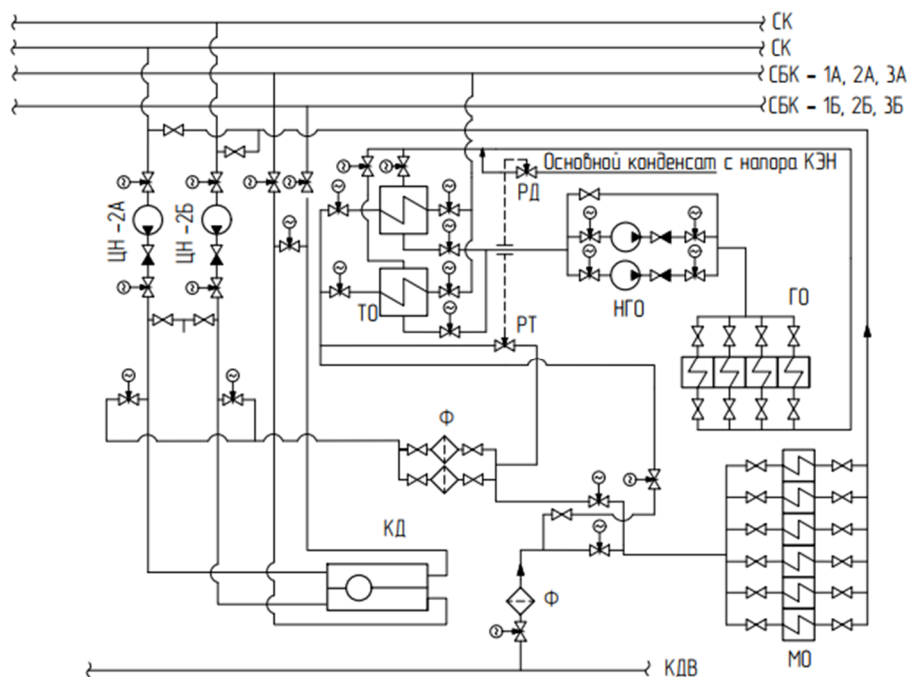 СК
СК
СБК - 1А, 2А, 3А
СБК - 1Б, 2Б, 3Б
Основной конденсат с напора КЭН
РД
ЦН -2А
ЦН -2Б
ТО
РТ
НГО
ГО
Ф
КД
Ф
МО
КДВ